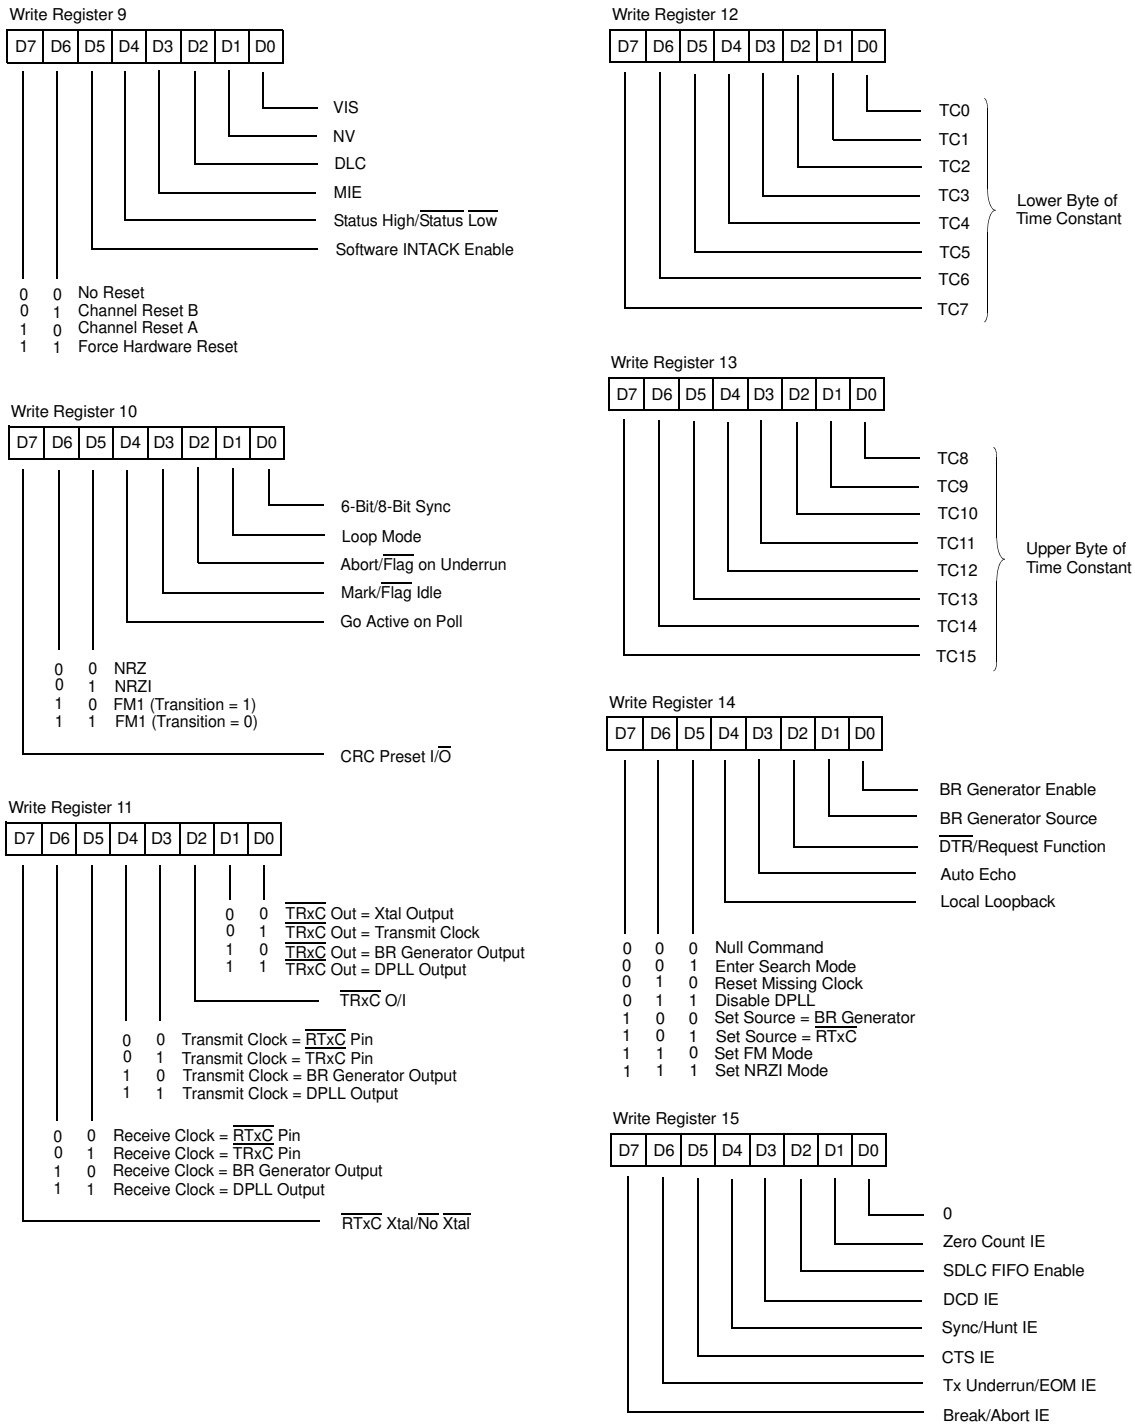 Write Register 9
D7 D6 D5 D4 D3 D2 D1 D0
VIS
NV
DLC
MIE
Status High/Status Low
Software INTACK Enable
0 0 No Reset
0 1 Channel Reset B
1 0 Channel Reset A
1 1 Force Hardware Reset
Write Register 10
D7 D6 D5 D4 D3 D2 D1 D0
6-Bit/8-Bit Sync
Loop Mode
Abort/Flag on Underrun
Mark/Flag Idle
Go Active on Poll
0 0 NRZ
0 1 NRZI
1 0 FM1 (Transition = 1)
1 1 FM1 (Transition = 0)
CRC Preset I/O
Write Register 11
D7 D6 D5 D4 D3 D2 D1 D0
0 0 TRxC Out = Xtal Output
0 1 TRxC Out = Transmit Clock
1 0 TRxC Out = BR Generator Output
1 1 TRxC Out = DPLL Output
TRxC O/I
0 0 Transmit Clock = RTxC Pin
0 1 Transmit Clock = TRxC Pin
1 0 Transmit Clock = BR Generator Output
1 1 Transmit Clock = DPLL Output
0 0 Receive Clock = RTxC Pin
0 1 Receive Clock = TRxC Pin
1 0 Receive Clock = BR Generator Output
1 1 Receive Clock = DPLL Output
RTxC Xtal/No Xtal
Write Register 12
D7 D6 D5 D4 D3 D2 D1 D0
TC0
TC1
TC2
TC3
TC4
TC5
TC6
TC7
Lower Byte of
Time Constant
Write Register 13
D7 D6 D5 D4 D3 D2 D1 D0
TC8
TC9
TC10
TC11
TC12
TC13
TC14
TC15
Upper Byte of
Time Constant
Write Register 14
D7 D6 D5 D4 D3 D2 D1 D0
BR Generator Enable
BR Generator Source
DTR/Request Function
Auto Echo
Local Loopback
0 0 0 Null Command
0 0 1 Enter Search Mode
0 1 0 Reset Missing Clock
0 1 1 Disable DPLL
1 0 0 Set Source = BR Generator
1 0 1 Set Source = RTxC
1 1 0 Set FM Mode
1 1 1 Set NRZI Mode
Write Register 15
D7 D6 D5 D4 D3 D2 D1 D0
0
Zero Count IE
SDLC FIFO Enable
DCD IE
Sync/Hunt IE
CTS IE
Tx Underrun/EOM IE
Break/Abort IE